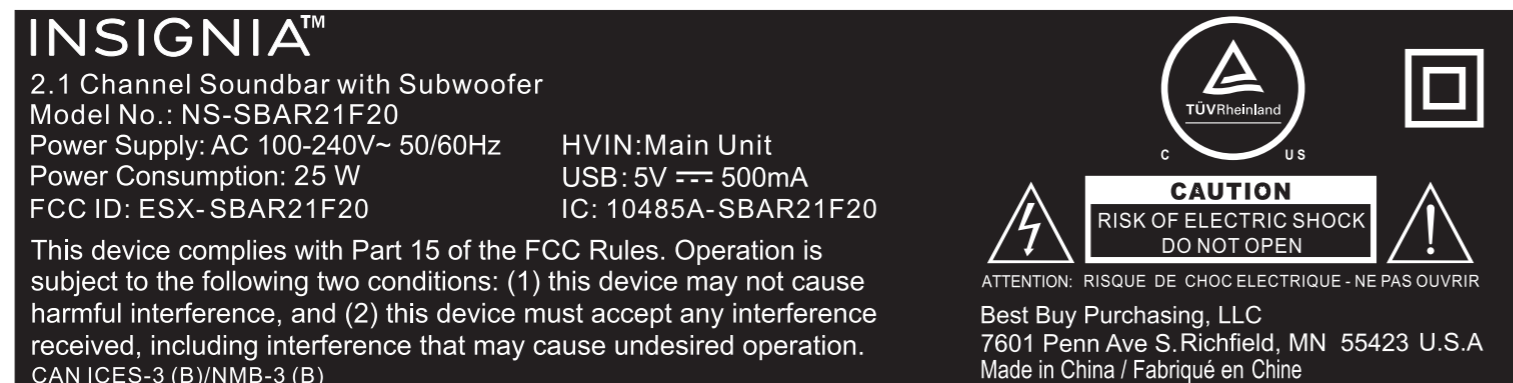 INSIGNIA™
2.1 Channel Soundbar with Subwoofer
Model No.: NS-SBAR21F20
Power Supply: AC 100-240V~ 50/60Hz
HVIN:Main Unit
Power Consumption: 25 W
USB: 5V ⎓ 500mA
FCC ID: ESX-SBAR21F20
IC: 10485A-SBAR21F20
This device complies with Part 15 of the FCC Rules. Operation is
subject to the following two conditions: (1) this device may not cause
harmful interference, and (2) this device must accept any interference
received, including interference that may cause undesired operation.
CAN ICES-3 (B)/NMB-3 (B)
TÜVRheinland
C US
CAUTION
RISK OF ELECTRIC SHOCK
DO NOT OPEN
ATTENTION: RISQUE DE CHOC ELECTRIQUE - NE PAS OUVRIR
Best Buy Purchasing, LLC
7601 Penn Ave S. Richfield, MN 55423 U.S.A
Made in China / Fabriqué en Chine